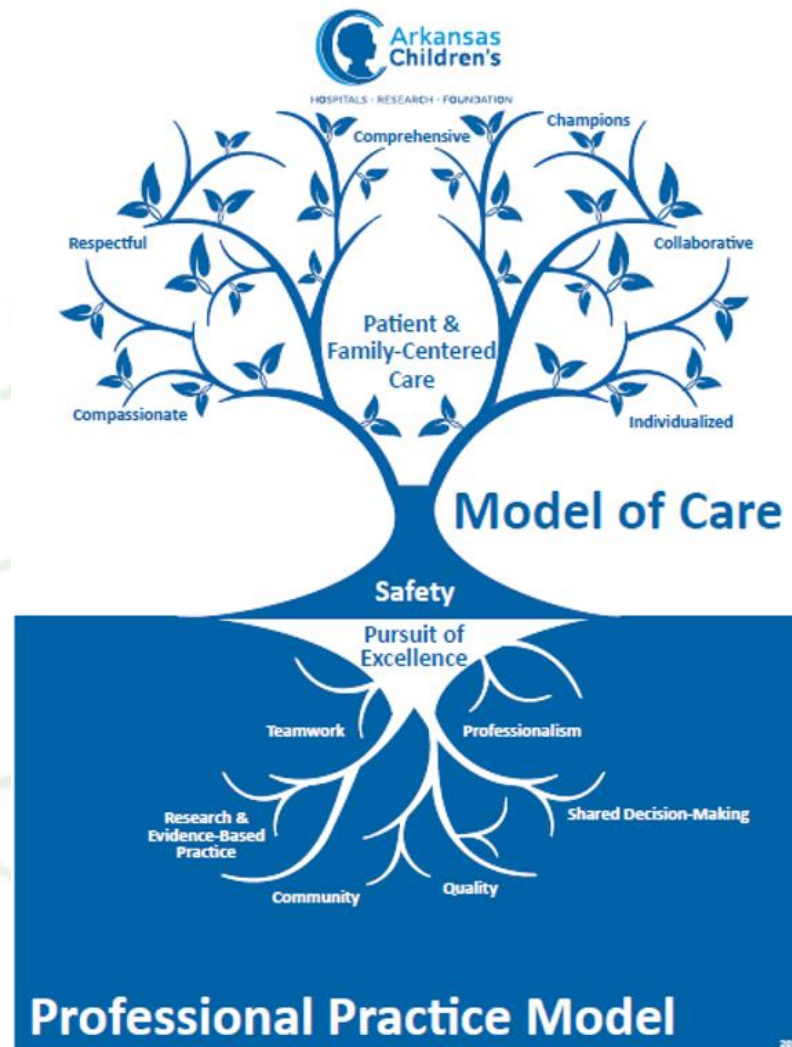 Arkansas
Children's
HOSPITALS · RESEARCH · FOUNDATION
Champions
Comprehensive
Respectful
Collaborative
Patient &
Family-Centered
Care
Compassionate
Individualized
Model of Care
Safety
Pursuit of
Excellence
Teamwork
Professionalism
Research &
Evidence-Based
Practice
Shared Decision-Making
Community
Quality
Professional Practice Model